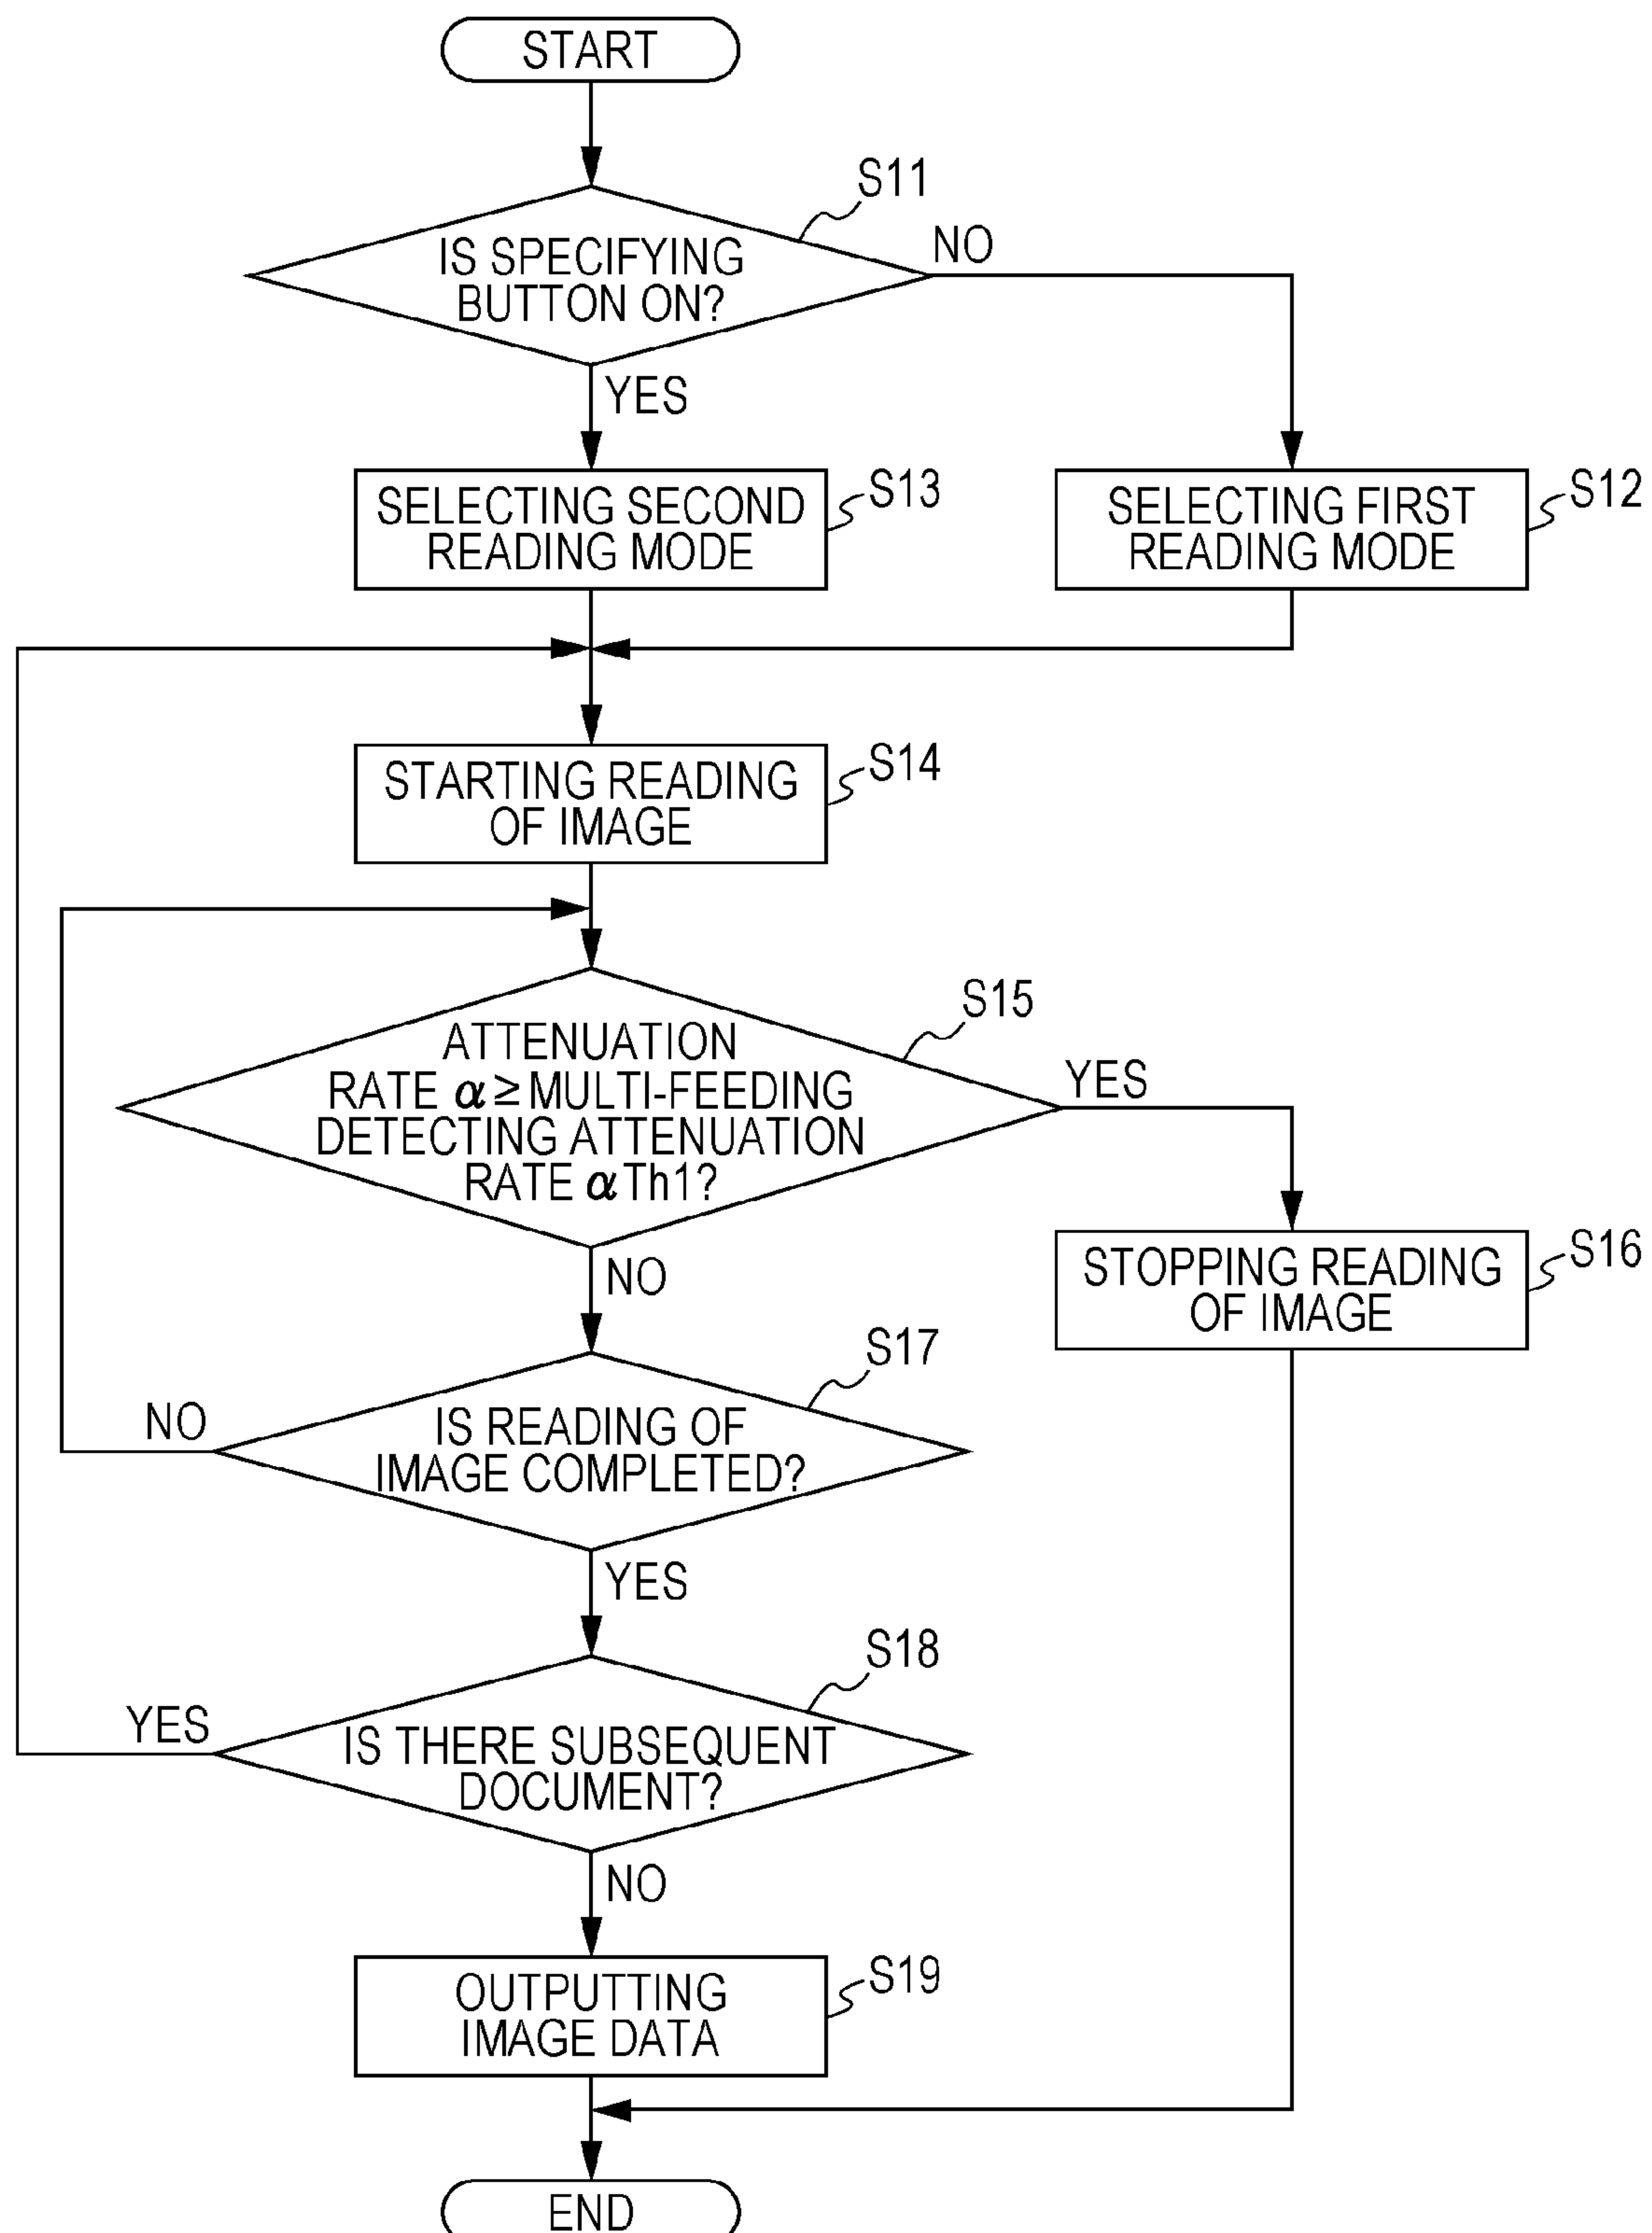 START
S11
IS SPECIFYING
BUTTON ON?
NO
YES
SELECTING SECOND
READING MODE
S13
SELECTING FIRST
READING MODE
S12
STARTING READING
OF IMAGE
S14
S15
ATTENUATION
RATE α ≥ MULTI-FEEDING
DETECTING ATTENUATION
RATE αTh1?
YES
NO
STOPPING READING
OF IMAGE
S16
S17
IS READING OF
IMAGE COMPLETED?
NO
YES
S18
IS THERE SUBSEQUENT
DOCUMENT?
YES
NO
OUTPUTTING
IMAGE DATA
S19
END